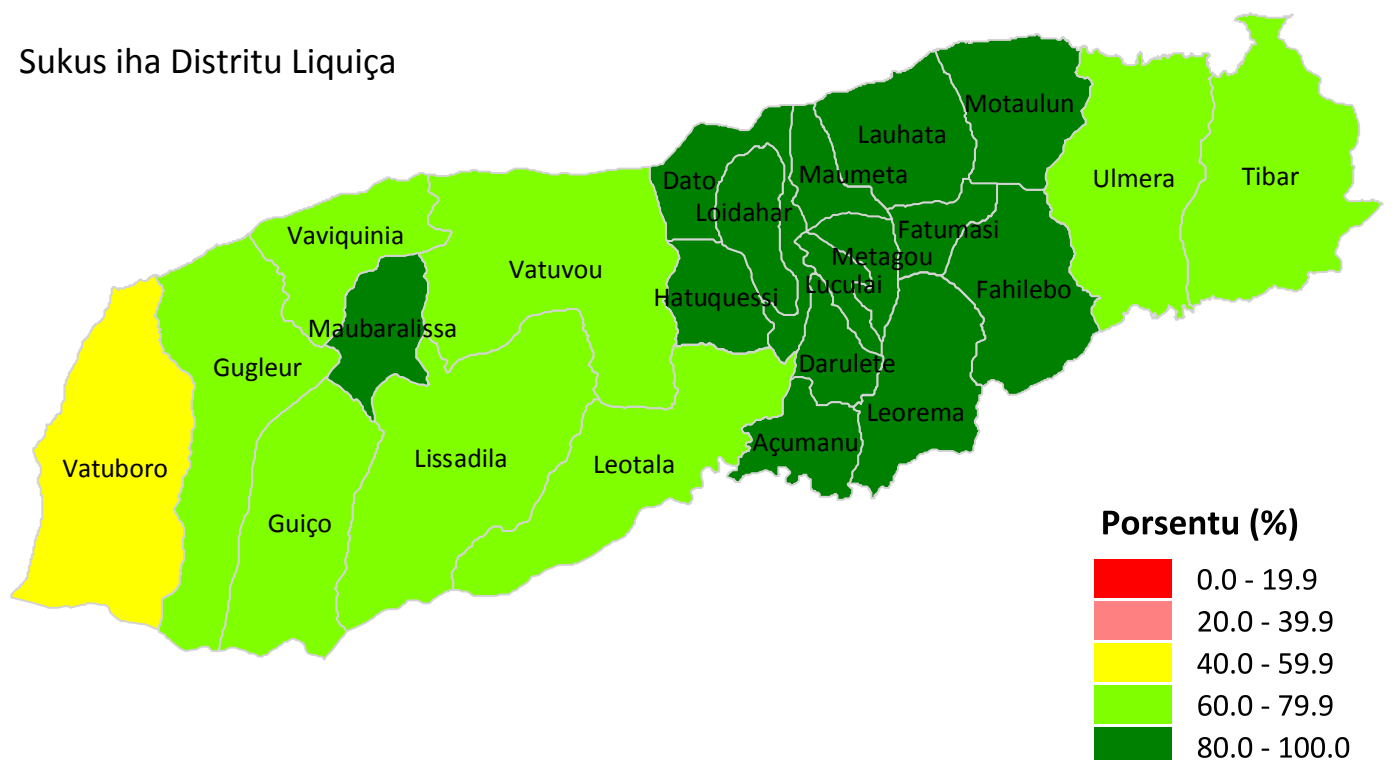 Sukus iha Distritu Liquiça
Motaulun
Lauhata
Maumeta
Dato
Loidahar
Ulmera
Tibar
Vaviquinia
Fatumasi
Metagou
Vatuvou
Luculai
Hatuquessi
Fahilebo
Maubaralissa
Gugleur
Darulete
Leorema
Açumanu
Vatuboro
Lissadila
Leotala
Guiço
Porsentu (%)
0.0 - 19.9
20.0 - 39.9
40.0 - 59.9
60.0 - 79.9
80.0 - 100.0